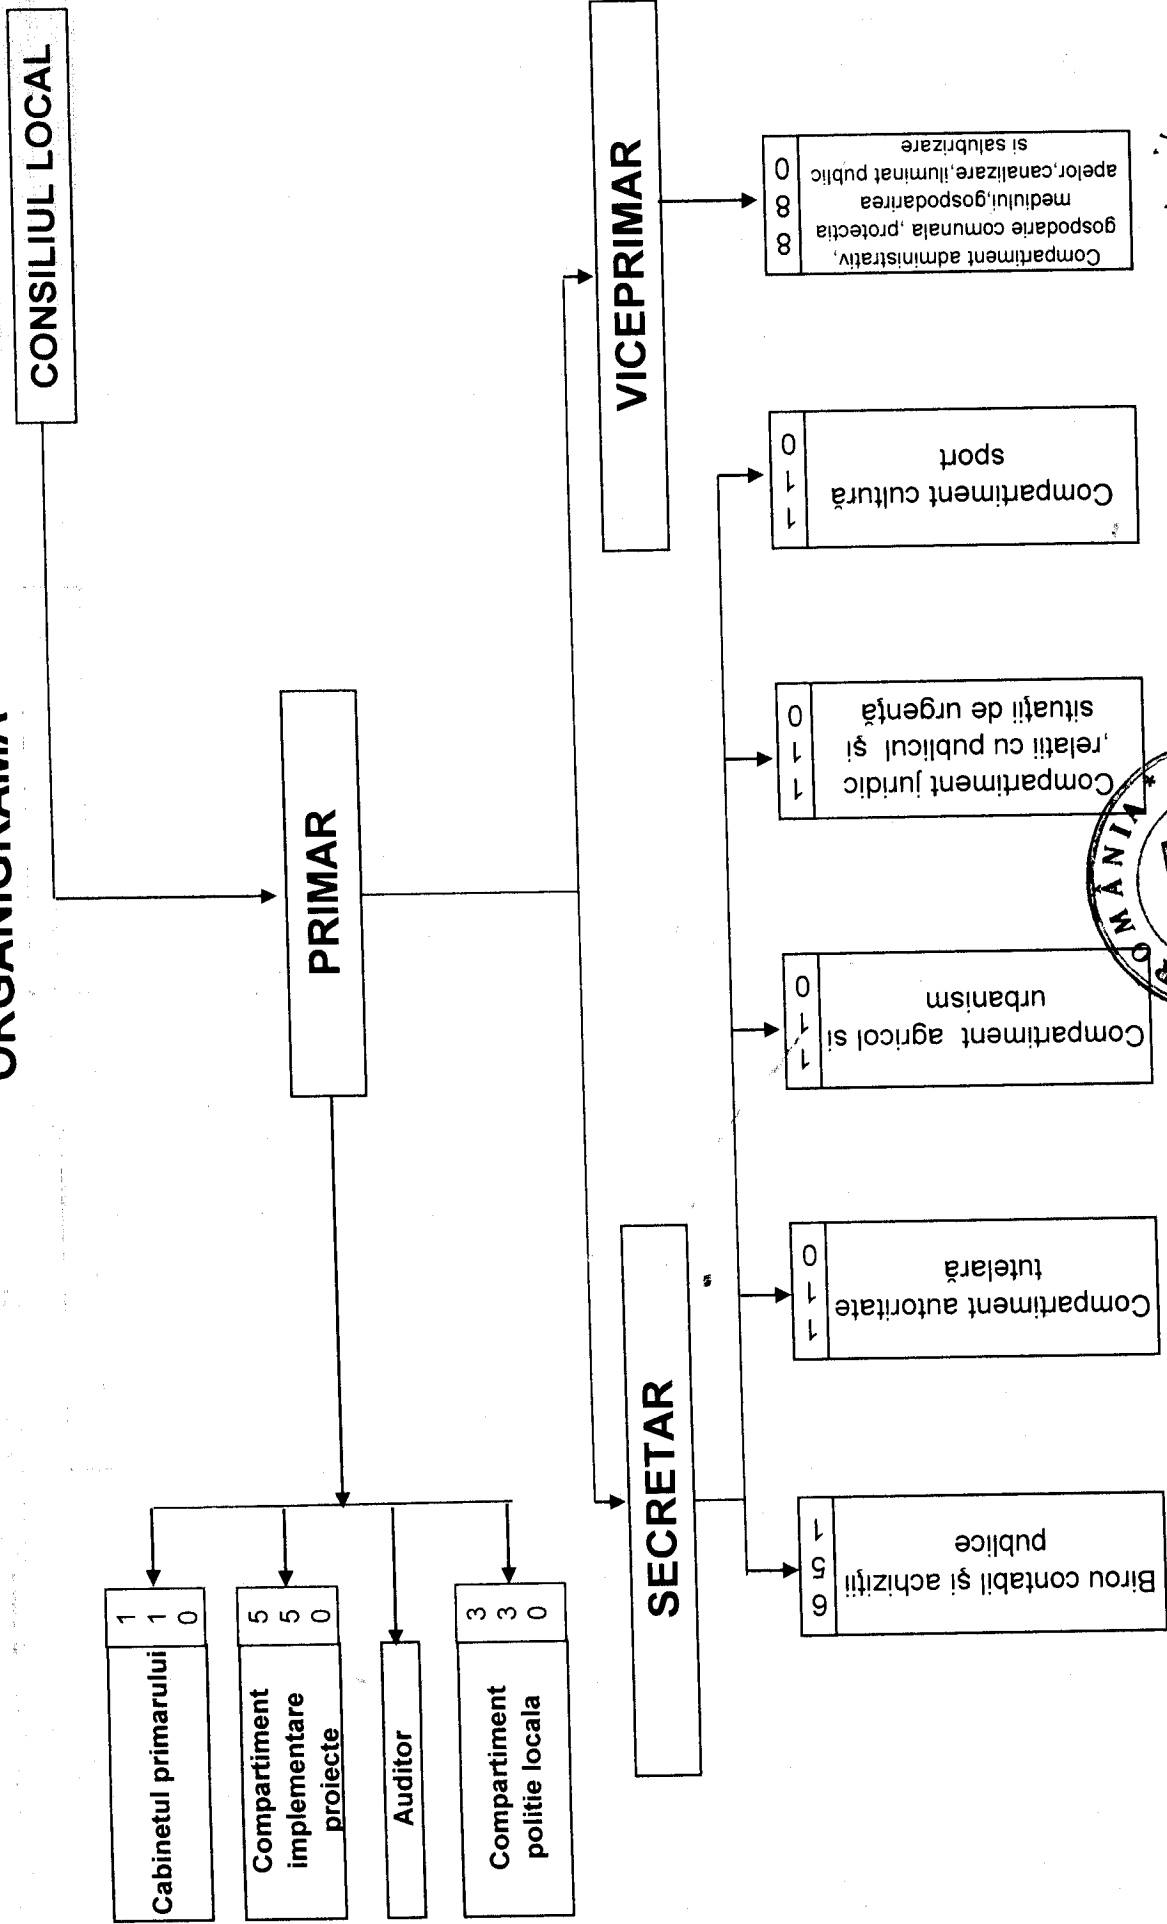 ORGANIGRAMA
CONSILIUL LOCAL
PRIMAR
Cabinetul primarului
1
1
0
Compartiment
implementare
proiecte
5
5
0
Auditor
Compartiment
politie locala
3
3
0
SECRETAR
VICEPRIMAR
6
5
1
Birou contabil şi achiziţii
publice
1
1
0
Compartiment autoritate
tutelară
1
1
0
Compartiment agricol si
urbanism
1
1
0
Compartiment juridic
,relatii cu publicul şi
situaţii de urgenţă
1
1
0
Compartiment cultură
sport
8
8
0
Compartiment administrativ,
gospodarie comunala ,protectia
mediului,gospodarirea
apelor,canalizare,iluminat public
si salubrizare
ROMÂNIA *